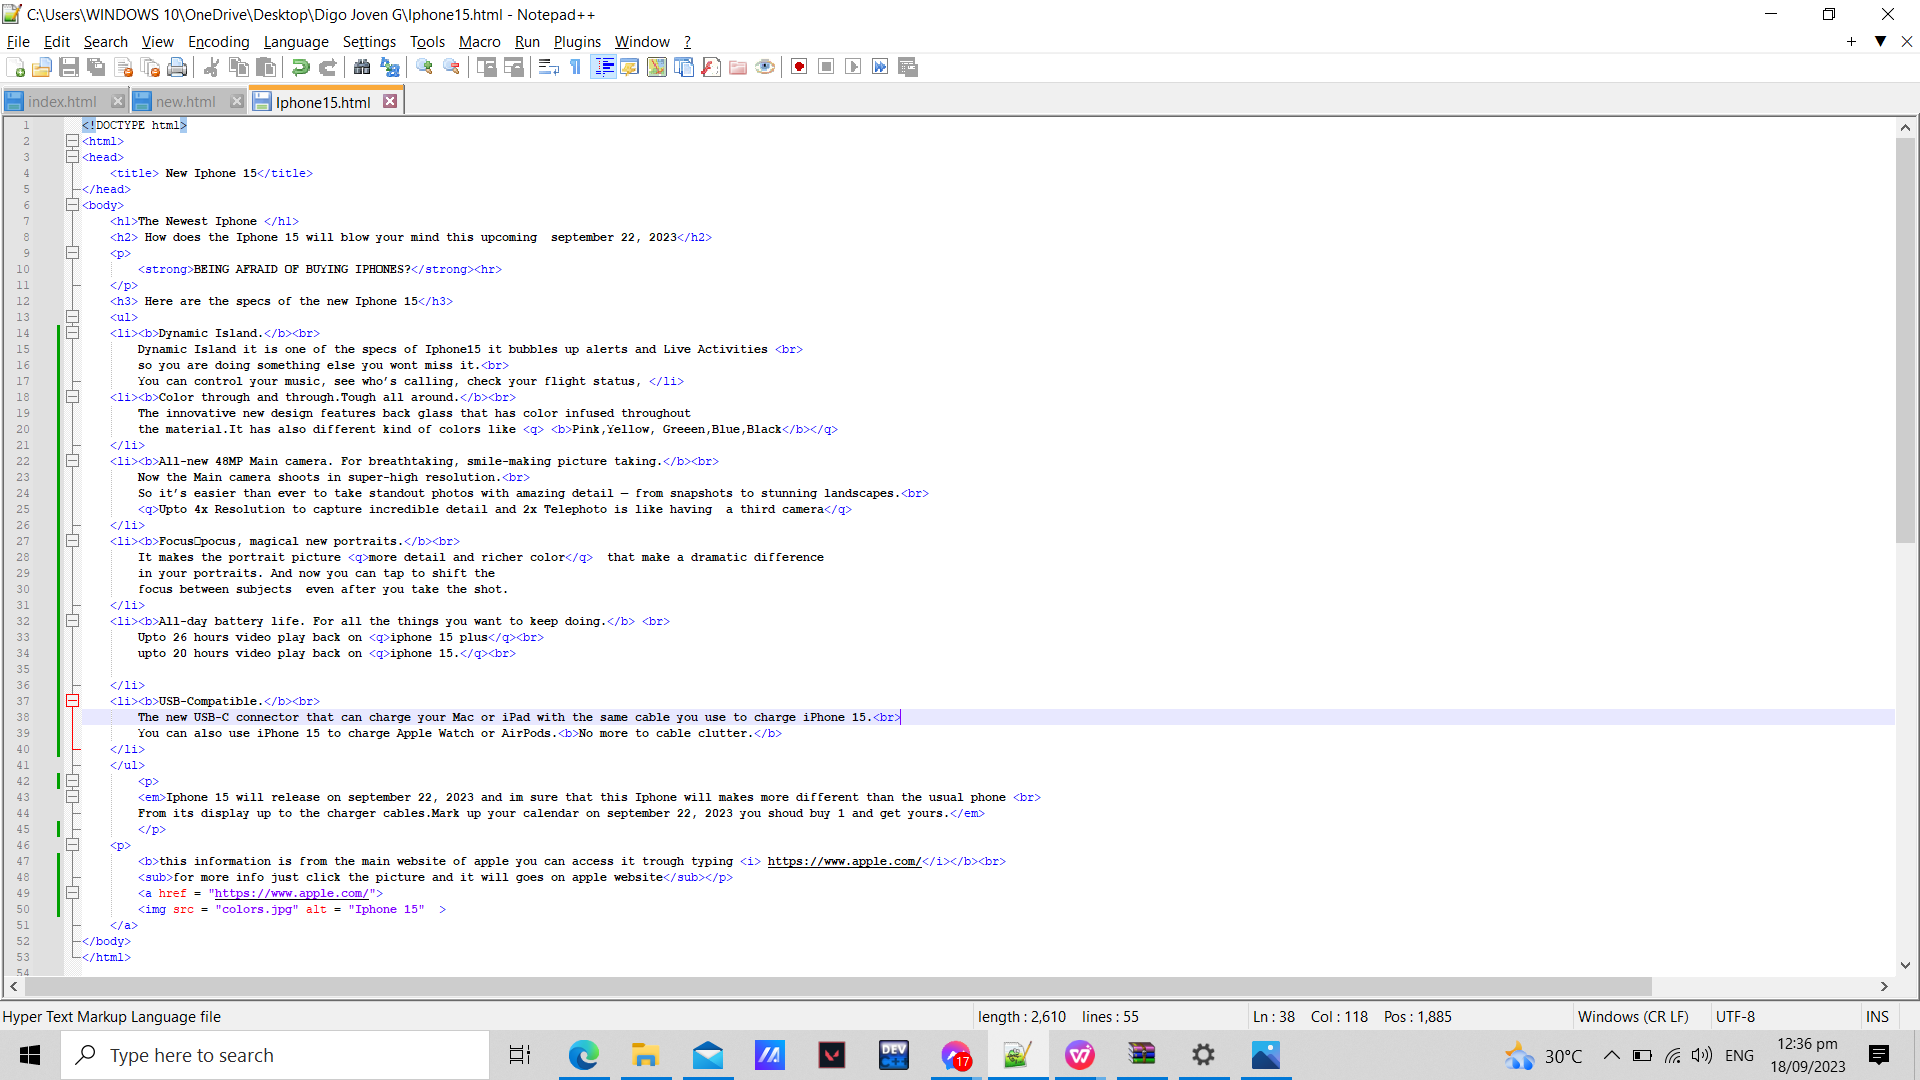 C:\Users\WINDOWS 10\OneDrive\Desktop\Digo Joven G\Iphone15.html - Notepad++
File Edit Search View Encoding Language Settings Tools Macro Run Plugins Window ?
index.html new.html Iphone15.html
1 <!DOCTYPE html>
2 <html>
3 <head>
4 <title> New Iphone 15</title>
5 </head>
6 <body>
7 <h1>The Newest Iphone </h1>
8 <h2> How does the Iphone 15 will blow your mind this upcoming  september 22, 2023</h2>
9 <p>
10 <strong>BEING AFRAID OF BUYING IPHONES?</strong><hr>
11 </p>
12 <h3> Here are the specs of the new Iphone 15</h3>
13 <ul>
14 <li><b>Dynamic Island.</b><br>
15 Dynamic Island it is one of the specs of Iphone15 it bubbles up alerts and Live Activities <br>
16 so you are doing something else you wont miss it.<br>
17 You can control your music, see who’s calling, check your flight status, </li>
18 <li><b>Color through and through.Tough all around.</b><br>
19 The innovative new design features back glass that has color infused throughout
20 the material.It has also different kind of colors like <q> <b>Pink,Yellow, Greeen,Blue,Black</b></q>
21 </li>
22 <li><b>All-new 48MP Main camera. For breathtaking, smile-making picture taking.</b><br>
23 Now the Main camera shoots in super-high resolution.<br>
24 So it’s easier than ever to take standout photos with amazing detail — from snapshots to stunning landscapes.<br>
25 <q>Upto 4x Resolution to capture incredible detail and 2x Telephoto is like having  a third camera</q>
26 </li>
27 <li><b>Focus□pocus, magical new portraits.</b><br>
28 It makes the portrait picture <q>more detail and richer color</q>  that make a dramatic difference
29 in your portraits. And now you can tap to shift the
30 focus between subjects  even after you take the shot.
31 </li>
32 <li><b>All-day battery life. For all the things you want to keep doing.</b> <br>
33 Upto 26 hours video play back on <q>iphone 15 plus</q><br>
34 upto 20 hours video play back on <q>iphone 15.</q><br>
35
36 </li>
37 <li><b>USB-Compatible.</b><br>
38 The new USB-C connector that can charge your Mac or iPad with the same cable you use to charge iPhone 15.<br>
39 You can also use iPhone 15 to charge Apple Watch or AirPods.<b>No more to cable clutter.</b>
40 </li>
41 </ul>
42 <p>
43 <em>Iphone 15 will release on september 22, 2023 and im sure that this Iphone will makes more different than the usual phone <br>
44 From its display up to the charger cables.Mark up your calendar on september 22, 2023 you shoud buy 1 and get yours.</em>
45 </p>
46 <p>
47 <b>this information is from the main website of apple you can access it trough typing <i> https://www.apple.com/</i></b><br>
48 <sub>for more info just click the picture and it will goes on apple website</sub></p>
49 <a href = "https://www.apple.com/">
50 <img src = "colors.jpg" alt = "Iphone 15"  >
51 </a>
52 </body>
53 </html>
54
Hyper Text Markup Language file length : 2,610 lines : 55 Ln : 38 Col : 118 Pos : 1,885 Windows (CR LF) UTF-8 INS
Type here to search DEV C++ 17 30°C ENG 12:36 pm
18/09/2023